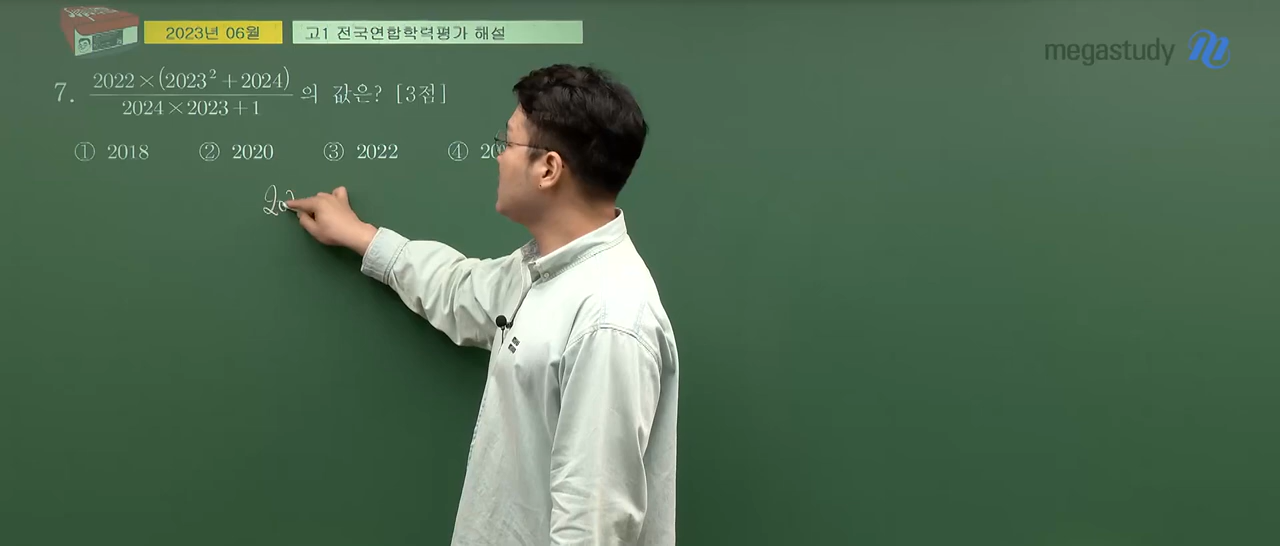 2023년 06월
고1 전국연합학력평가 해설
megastudy
7. 2022×(2023²+2024)
2024×2023+1
의 값은? [3점]
① 2018 ② 2020 ③ 2022 ④